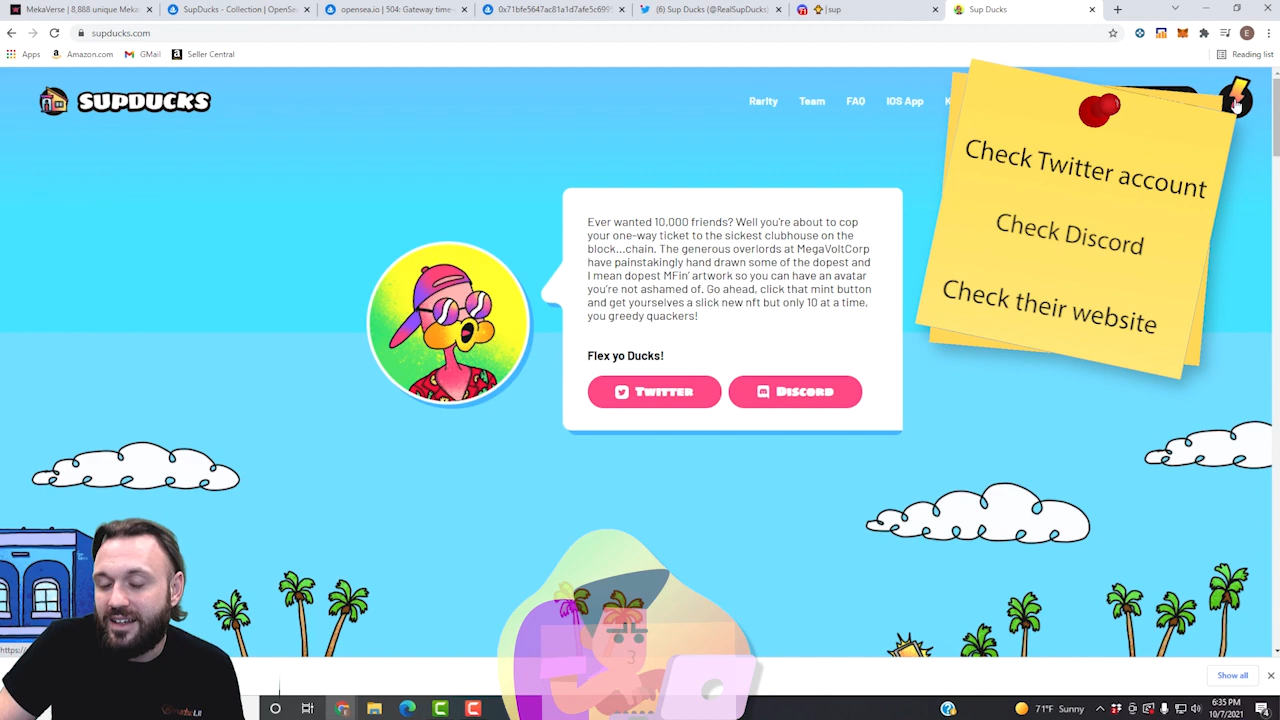 MekaVerse | 8,888 unique Meka
SupDucks - Collection | OpenSe
opensea.io | 504: Gateway time-
0x71bfe5647ac81a1d7afe5c699
(6) Sup Ducks (@RealSupDucks)
|sup
Sup Ducks
supducks.com
Apps
Amazon.com
GMail
Seller Central
Reading list
SUPDUCKS
Rarity
Team
FAQ
IOS App
Check Twitter account
Check Discord
Check their website
Ever wanted 10,000 friends? Well you're about to cop
your one-way ticket to the sickest clubhouse on the
block...chain. The generous overlords at MegaVoltCorp
have painstakingly hand drawn some of the dopest and
I mean dopest MFin' artwork so you can have an avatar
you're not ashamed of. Go ahead, click that mint button
and get yourselves a slick new nft but only 10 at a time,
you greedy quackers!
Flex yo Ducks!
Twitter
Discord
Show all
71°F Sunny
6:35 PM
10/7/2021